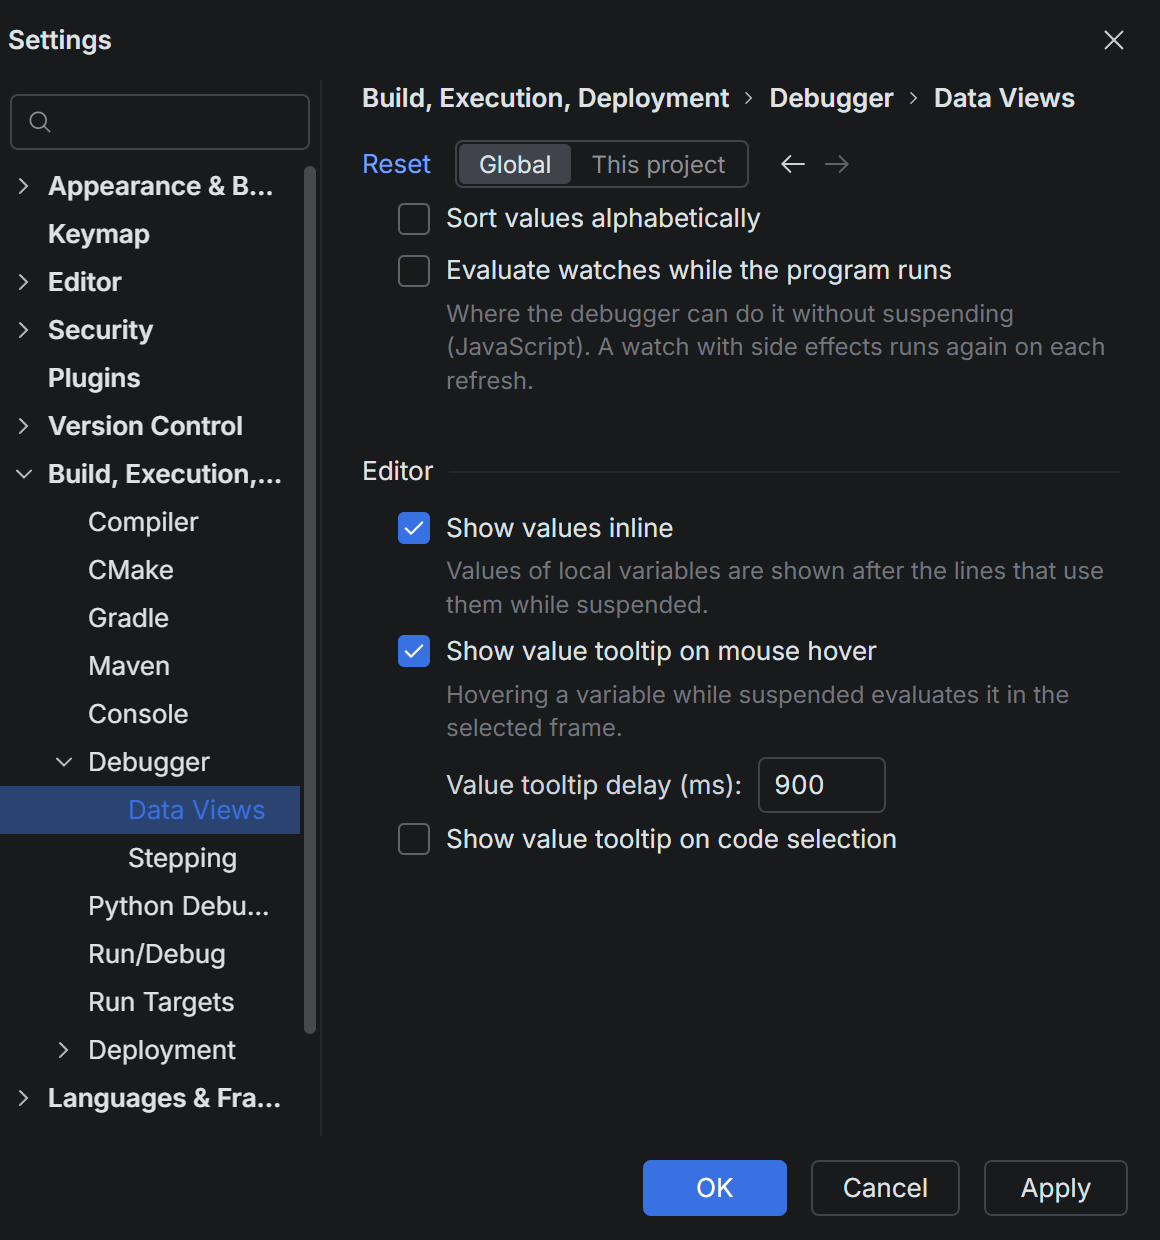 Settings
Appearance & B...
Keymap
Editor
Security
Plugins
Version Control
Build, Execution,...
Compiler
CMake
Gradle
Maven
Console
Debugger
Data Views
Stepping
Python Debu...
Run/Debug
Run Targets
Deployment
Languages & Fra...
Build, Execution, Deployment › Debugger › Data Views
Reset Global This project
Sort values alphabetically
Evaluate watches while the program runs
Where the debugger can do it without suspending
(JavaScript). A watch with side effects runs again on each
refresh.
Editor
Show values inline
Values of local variables are shown after the lines that use
them while suspended.
Show value tooltip on mouse hover
Hovering a variable while suspended evaluates it in the
selected frame.
Value tooltip delay (ms): 900
Show value tooltip on code selection
OK Cancel Apply